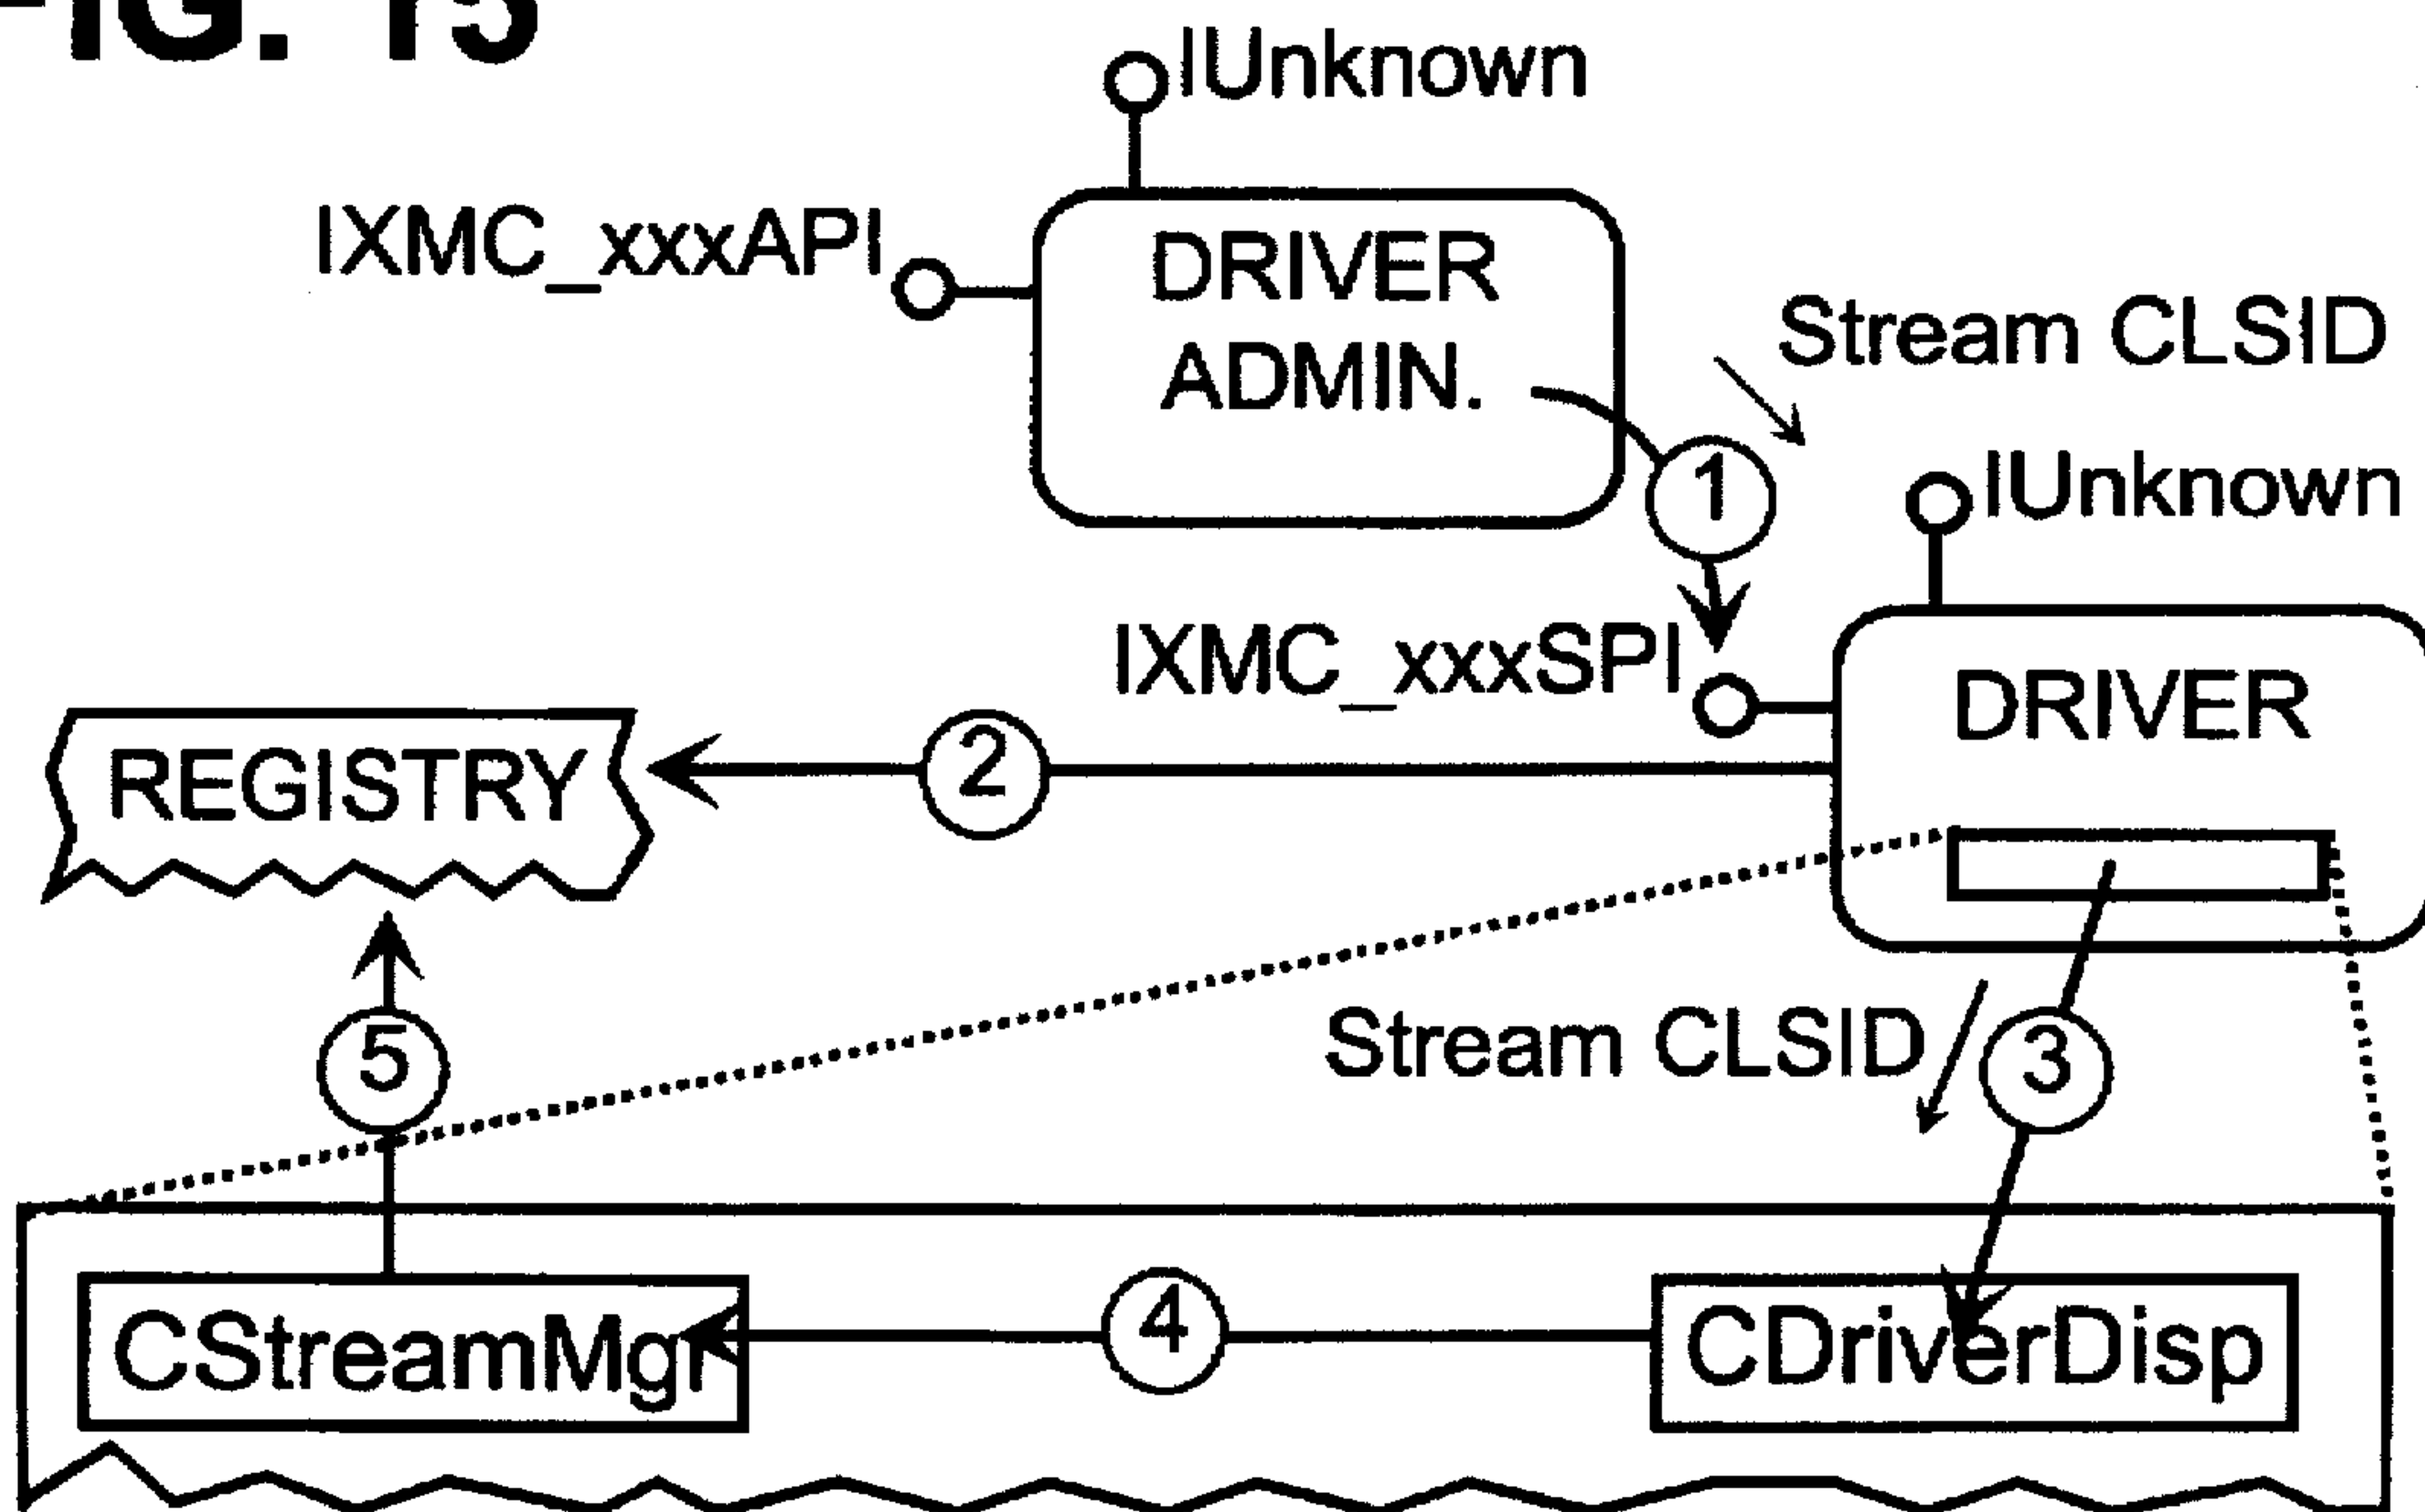 FIG. 15
IUnknown
IXMC_xxxAPI
DRIVER
ADMIN.
Stream CLSID
1
IUnknown
IXMC_xxxSPI
DRIVER
REGISTRY
2
Stream CLSID
3
5
CStreamMgr
4
CDriverDisp